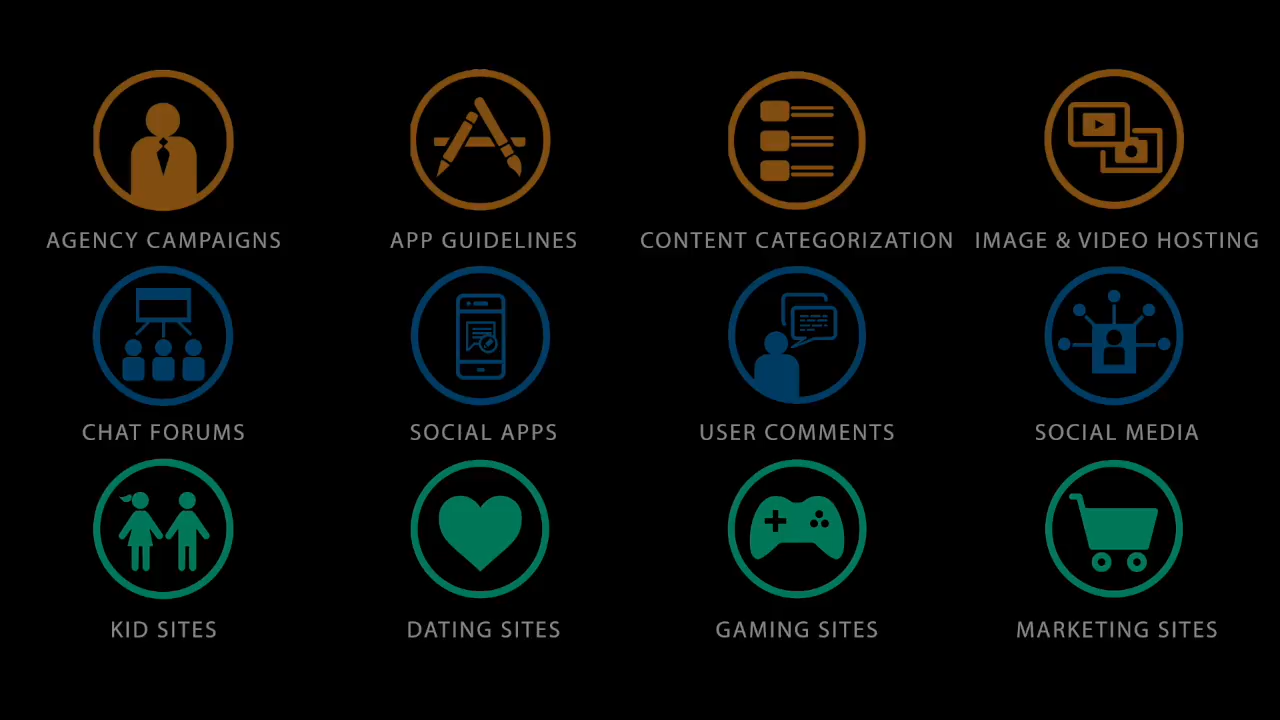 AGENCY CAMPAIGNS
APP GUIDELINES
CONTENT CATEGORIZATION
IMAGE & VIDEO HOSTING
CHAT FORUMS
SOCIAL APPS
USER COMMENTS
SOCIAL MEDIA
KID SITES
DATING SITES
GAMING SITES
MARKETING SITES